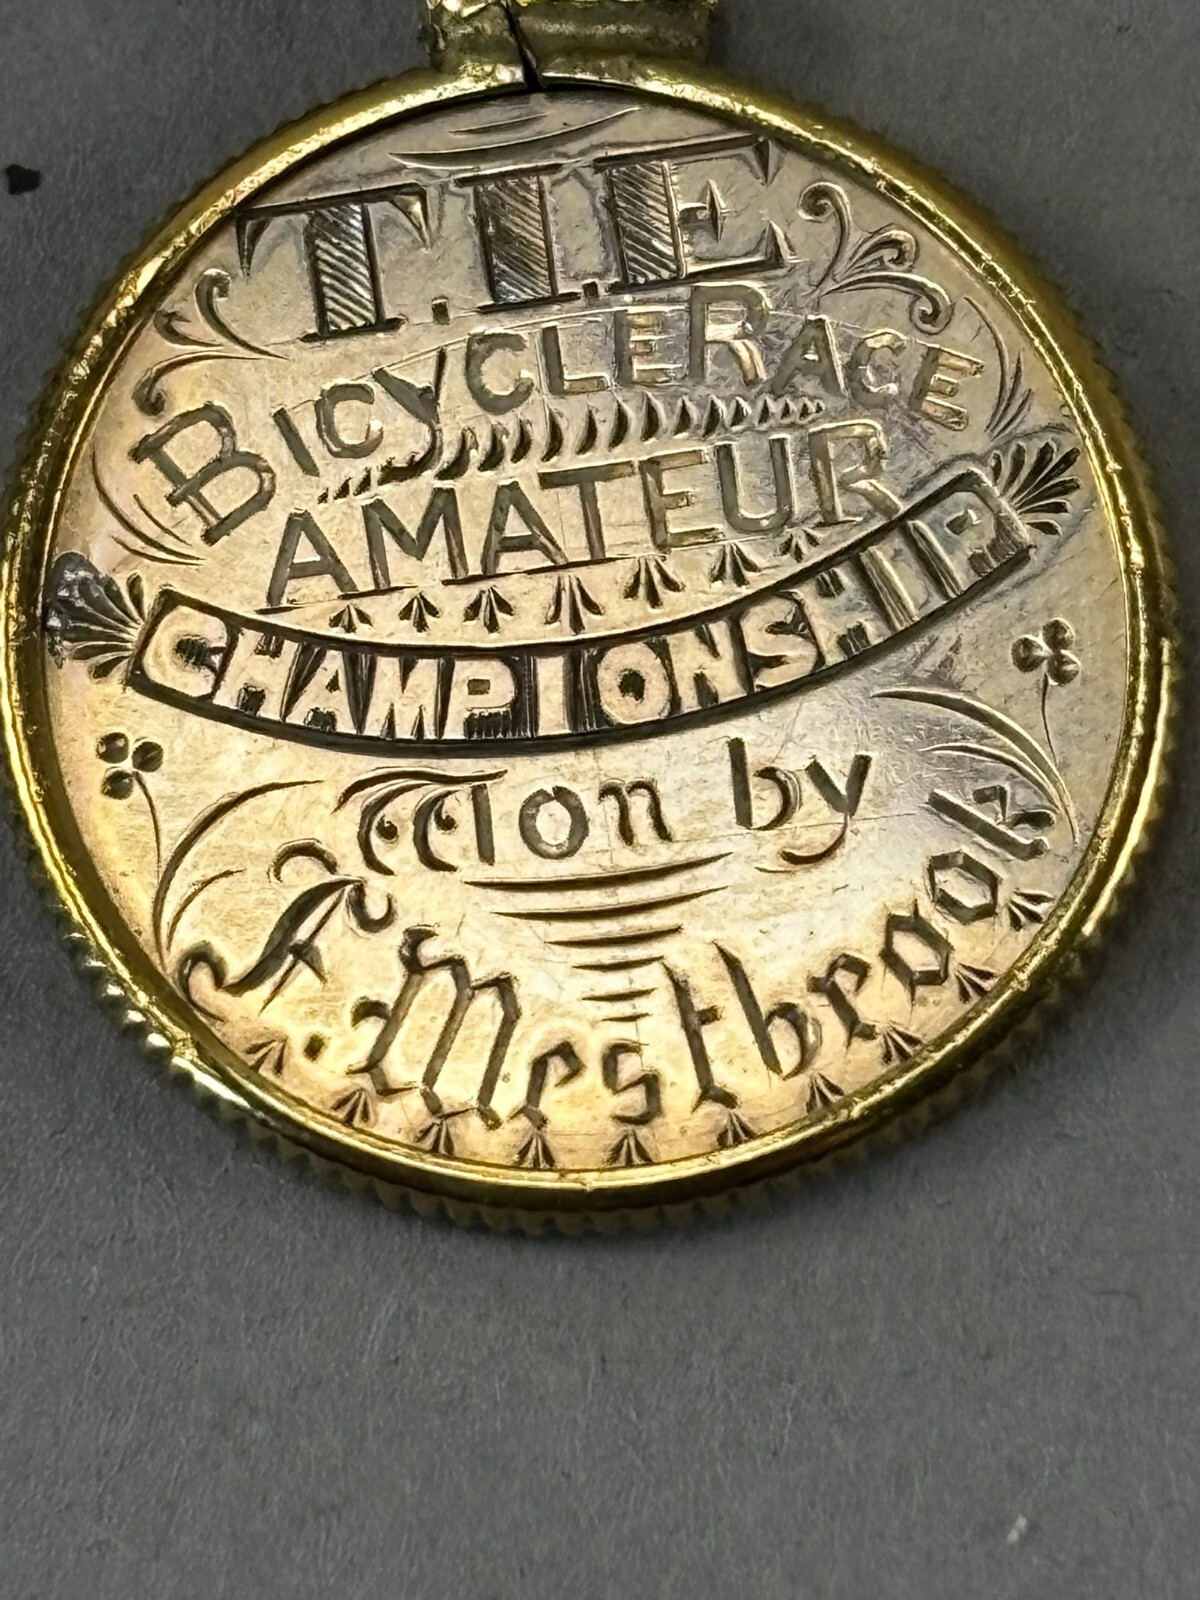 T.I.E
BICYCLE RACE
AMATEUR
CHAMPIONSHIP
Won by
F. Westbrook